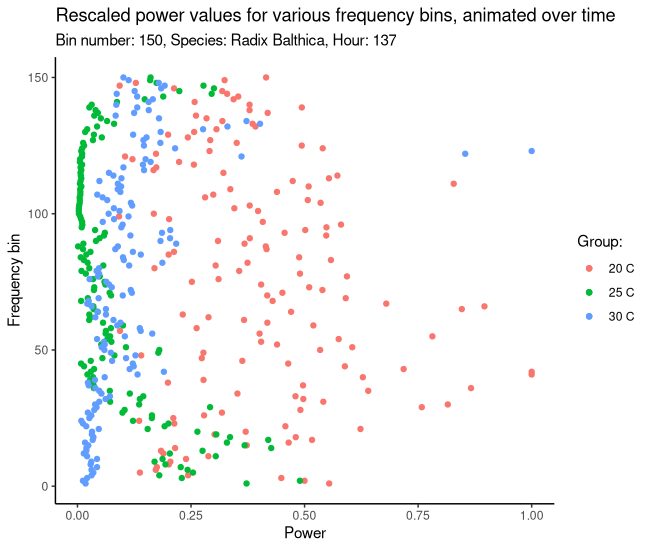 Rescaled power values for various frequency bins, animated over time
Bin number: 150, Species: Radix Balthica, Hour: 137
150
100
50
0
Frequency bin
0.00 0.25 0.50 0.75 1.00
Power
Group:
20 C
25 C
30 C